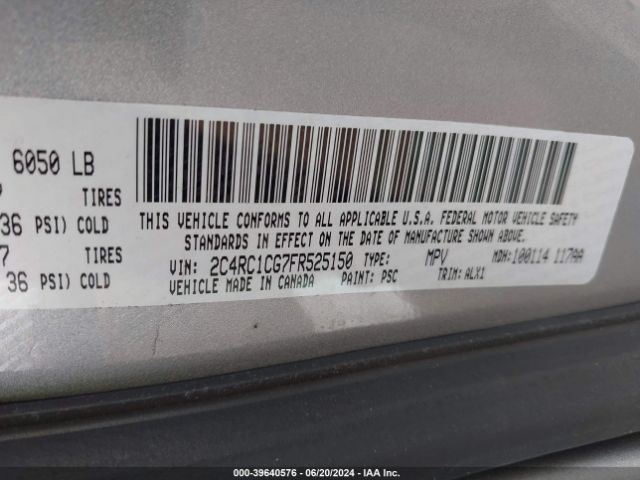 6050 LB
TIRES
36 PSI) COLD
7 TIRES
36 PSI) COLD
THIS VEHICLE CONFORMS TO ALL APPLICABLE U.S.A. FEDERAL MOTOR VEHICLE SAFETY
STANDARDS IN EFFECT ON THE DATE OF MANUFACTURE SHOWN ABOVE.
VIN: 2C4RC1CG7FR525150 TYPE: MPV MDH:100114 117AA
VEHICLE MADE IN CANADA PAINT: PSC TRIM: ALX1
000-39640576 - 06/20/2024 - IAA Inc.